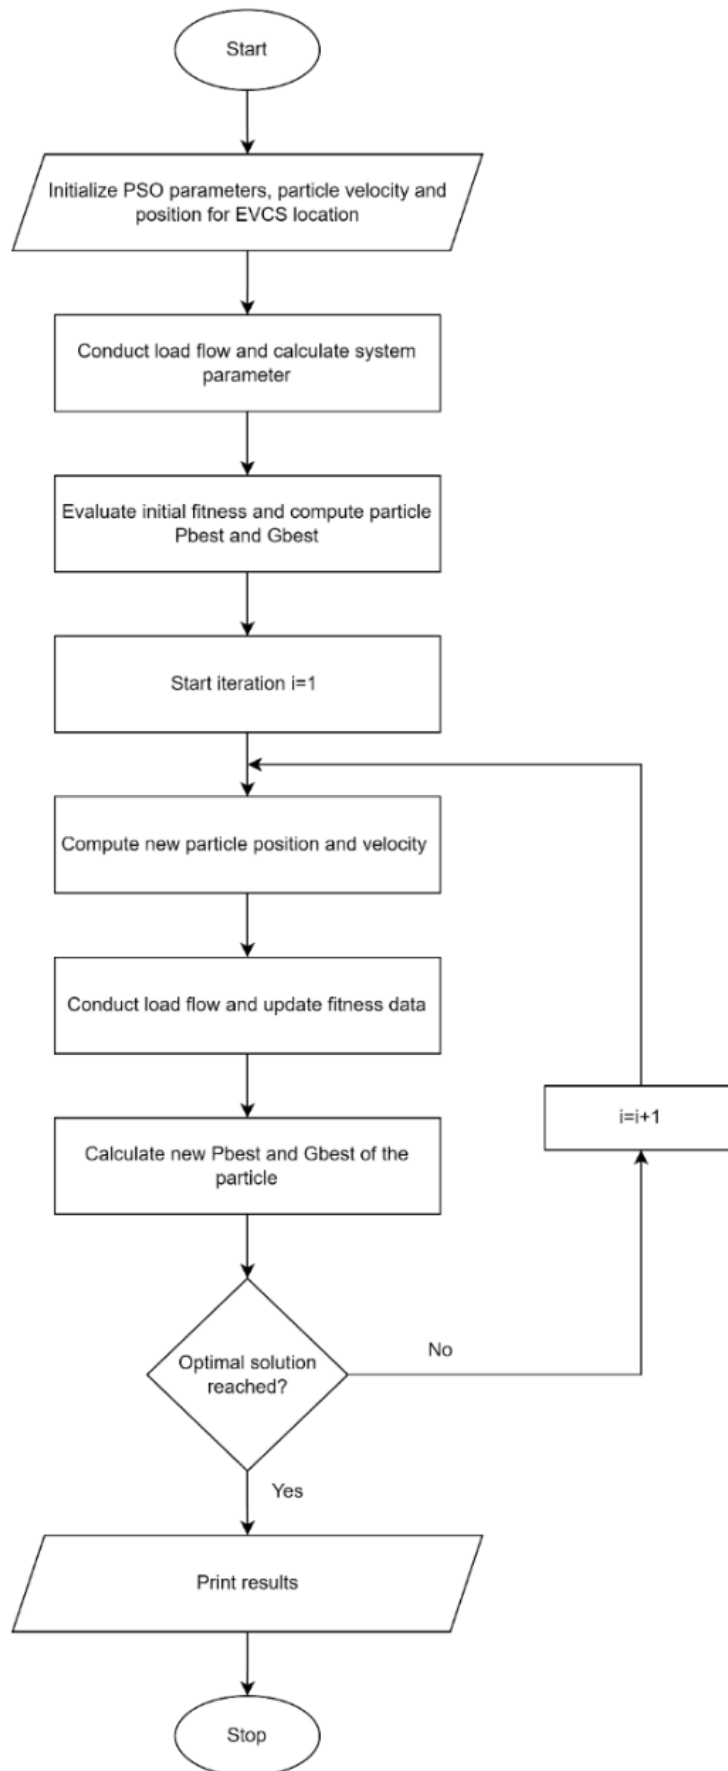 Start
Initialize PSO parameters, particle velocity and
position for EVCS location
Conduct load flow and calculate system
parameter
Evaluate initial fitness and compute particle
Pbest and Gbest
Start iteration i=1
Compute new particle position and velocity
Conduct load flow and update fitness data
Calculate new Pbest and Gbest of the
particle
i=i+1
Optimal solution
reached?
No
Yes
Print results
Stop